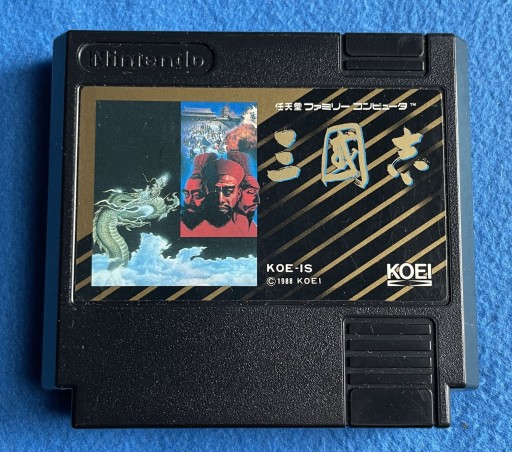 Nintendo
任天堂 ファミリー コンピュータ™
三國志
KOE-IS
©1988 KOEI
KOEI